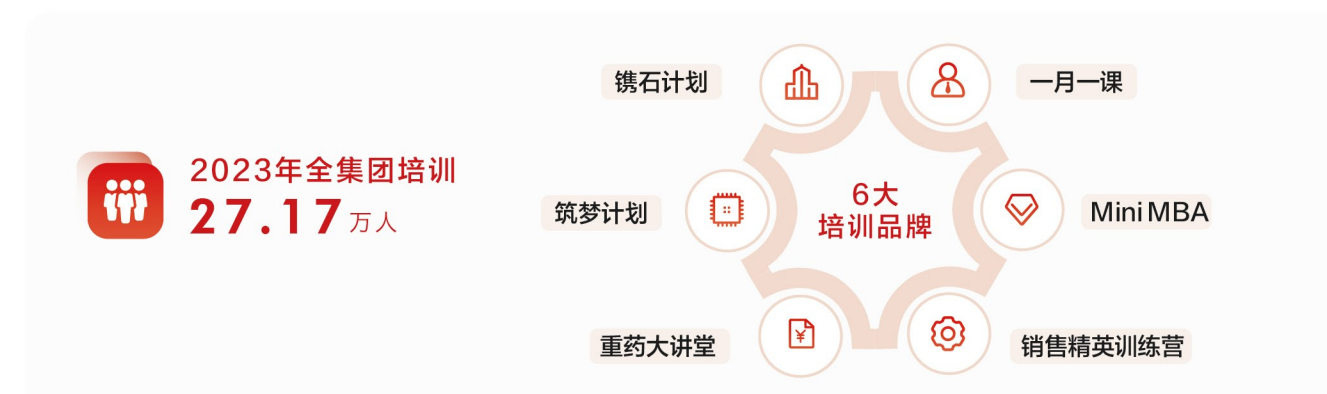 2023年全集团培训
27.17万人
镌石计划
一月一课
筑梦计划
6大
培训品牌
Mini MBA
重药大讲堂
销售精英训练营